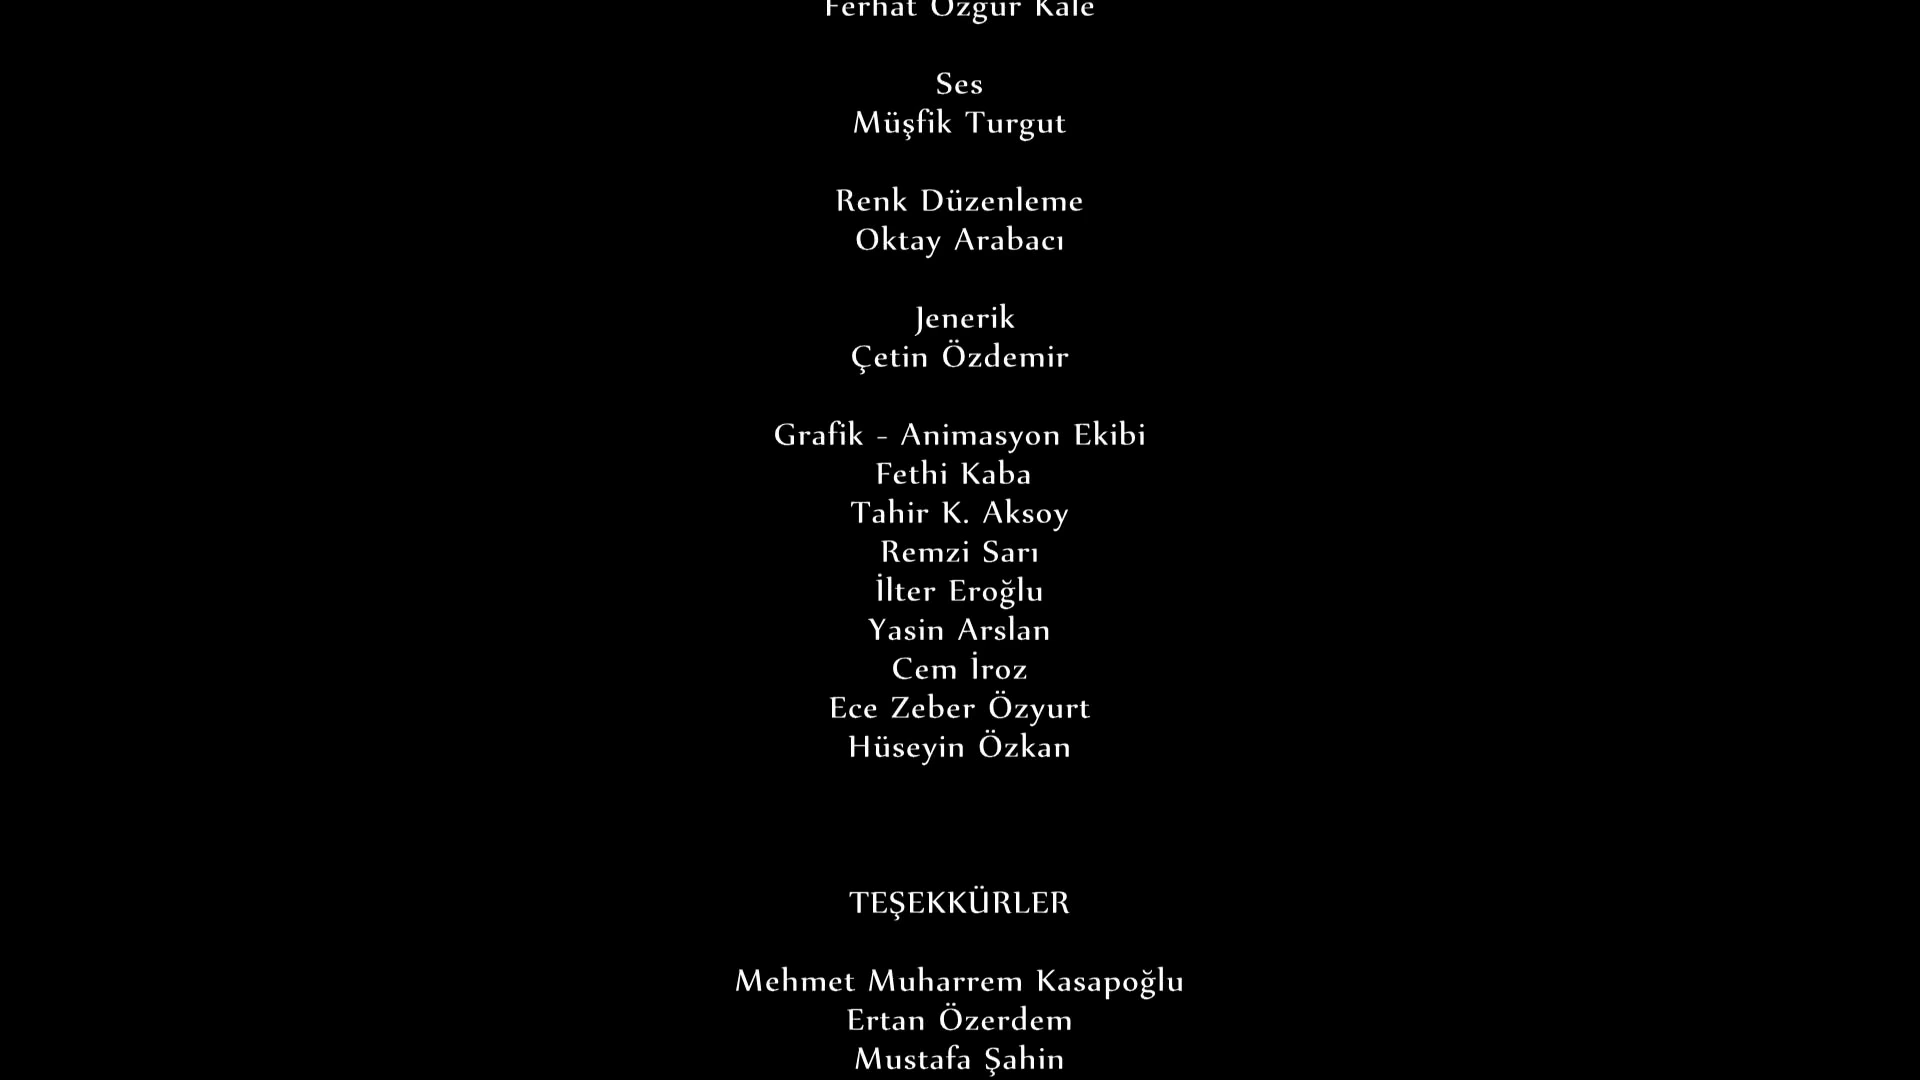 Ferhat Özgür Kale
Ses
Müşfik Turgut
Renk Düzenleme
Oktay Arabacı
Jenerik
Çetin Özdemir
Grafik - Animasyon Ekibi
Fethi Kaba
Tahir K. Aksoy
Remzi Sarı
İlter Eroğlu
Yasin Arslan
Cem İroz
Ece Zeber Özyurt
Hüseyin Özkan
TEŞEKKÜRLER
Mehmet Muharrem Kasapoğlu
Ertan Özerdem
Mustafa Şahin